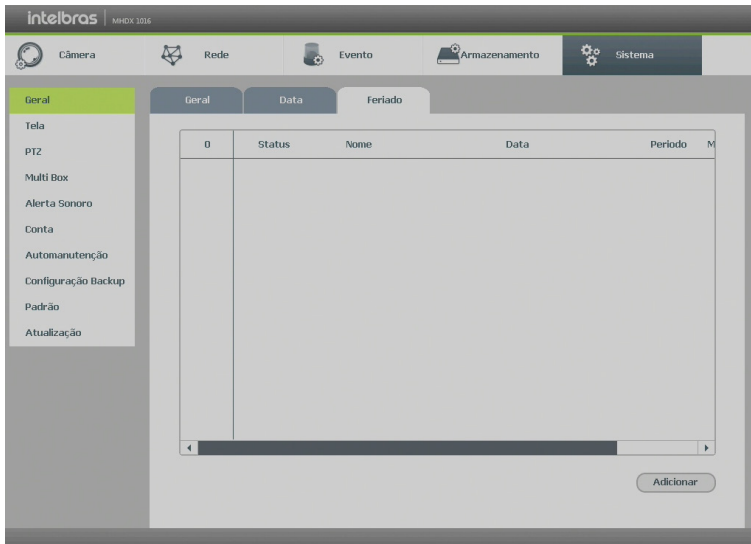 intelbras | MHDX 1016
Câmera Rede Evento Armazenamento Sistema
Geral
Tela
PTZ
Multi Box
Alerta Sonoro
Conta
Automanutenção
Configuração Backup
Padrão
Atualização
Geral Data Feriado
0 Status Nome Data Periodo M
Adicionar